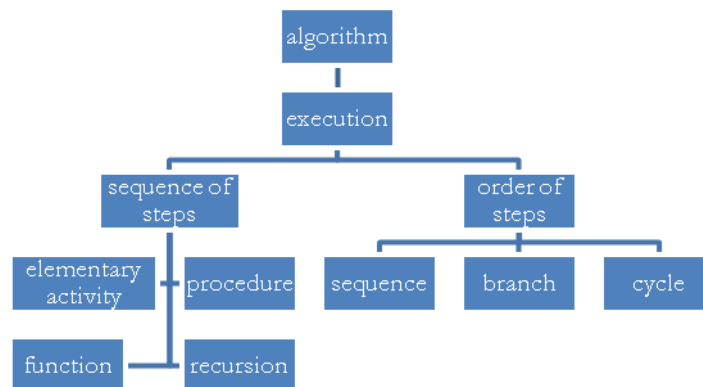 algorithm
execution
sequence of
steps
order of
steps
elementary
activity
procedure
sequence
branch
cycle
function
recursion